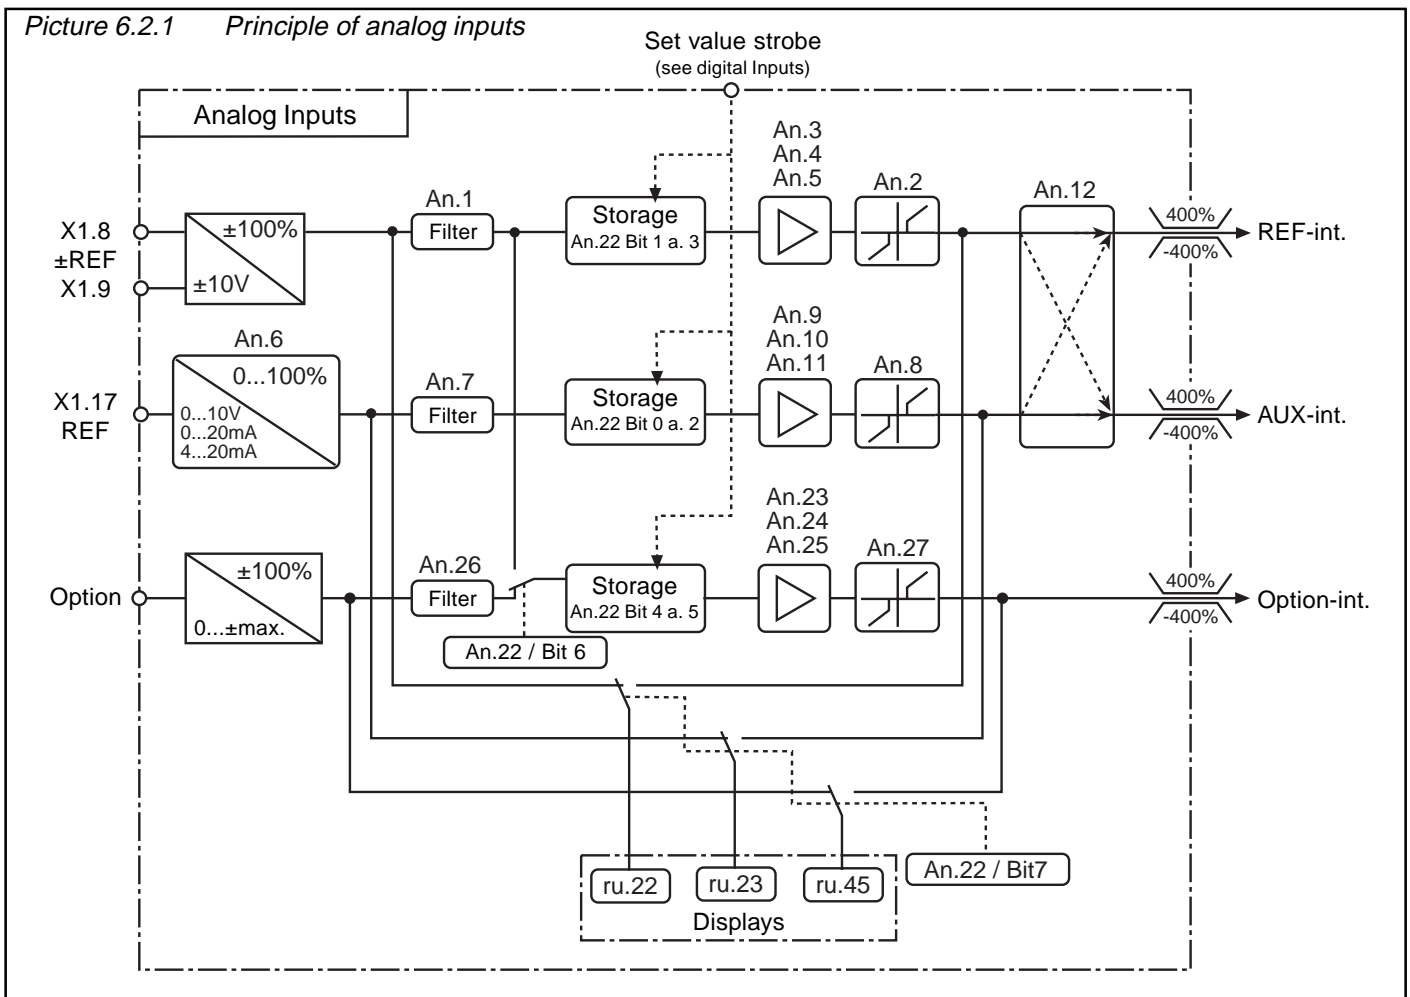 Picture 6.2.1 Principle of analog inputs
Set value strobe
(see digital Inputs)
Analog Inputs
An.3
An.4
An.5
An.1
An.2
An.12
X1.8
±REF
X1.9
±100%
±10V
Filter
Storage
An.22 Bit 1 a. 3
400%
-400%
REF-int.
An.6
An.9
An.10
An.11
An.7
An.8
X1.17
REF
0...100%
0...10V
0...20mA
4...20mA
Filter
Storage
An.22 Bit 0 a. 2
400%
-400%
AUX-int.
An.23
An.24
An.25
An.26
An.27
Option
±100%
0...±max.
Filter
Storage
An.22 Bit 4 a. 5
400%
-400%
Option-int.
An.22 / Bit 6
An.22 / Bit7
ru.22
ru.23
ru.45
Displays